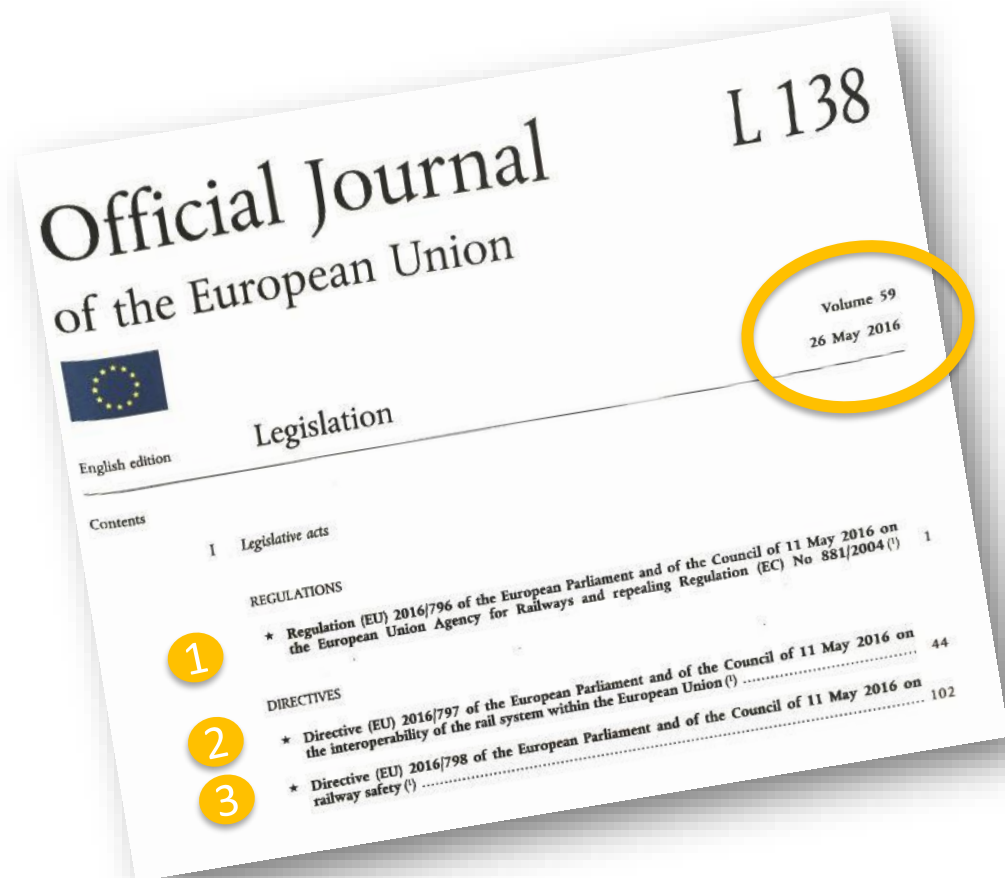 Official Journal
L 138
of the European Union
Volume 59
26 May 2016
English edition
Legislation
Contents
I Legislative acts
REGULATIONS
1
★ Regulation (EU) 2016/796 of the European Parliament and of the Council of 11 May 2016 on
the European Union Agency for Railways and repealing Regulation (EC) No 881/2004 (¹) 1
DIRECTIVES
2
★ Directive (EU) 2016/797 of the European Parliament and of the Council of 11 May 2016 on
the interoperability of the rail system within the European Union (¹) .................................. 44
3
★ Directive (EU) 2016/798 of the European Parliament and of the Council of 11 May 2016 on
railway safety (¹) .................................................................................................... 102